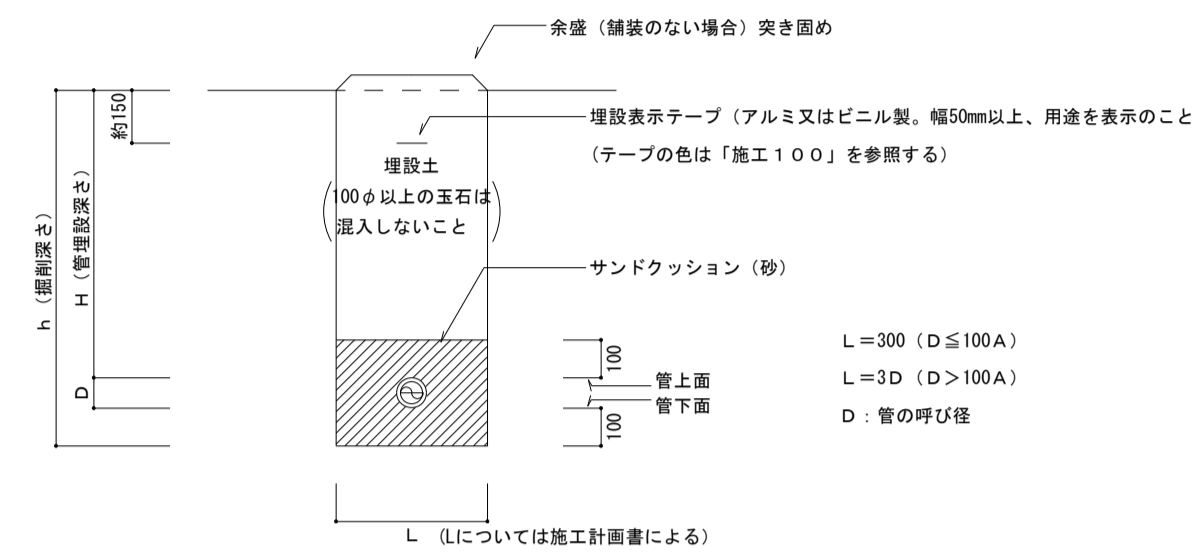 余盛（舗装のない場合）突き固め
約150
埋設表示テープ（アルミ又はビニル製。幅50mm以上、用途を表示のこと
（テープの色は「施工１００」を参照する）
埋設土
（100φ以上の玉石は
混入しないこと）
h（掘削深さ）
H（管埋設深さ）
D
サンドクッション（砂）
100
管上面
管下面
100
L＝300（D≦100A）
L＝3D（D＞100A）
D：管の呼び径
L （Lについては施工計画書による）